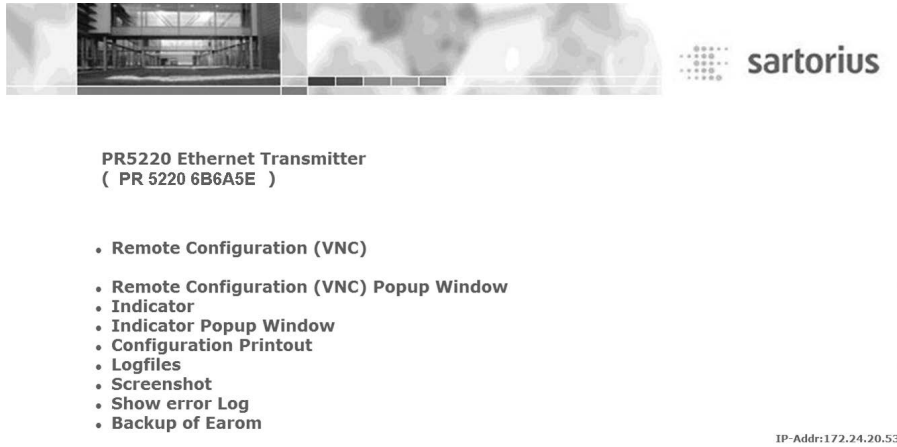 sartorius
PR5220 Ethernet Transmitter
( PR 5220 6B6A5E )
• Remote Configuration (VNC)
• Remote Configuration (VNC) Popup Window
• Indicator
• Indicator Popup Window
• Configuration Printout
• Logfiles
• Screenshot
• Show error Log
• Backup of Earom
IP-Addr:172.24.20.53